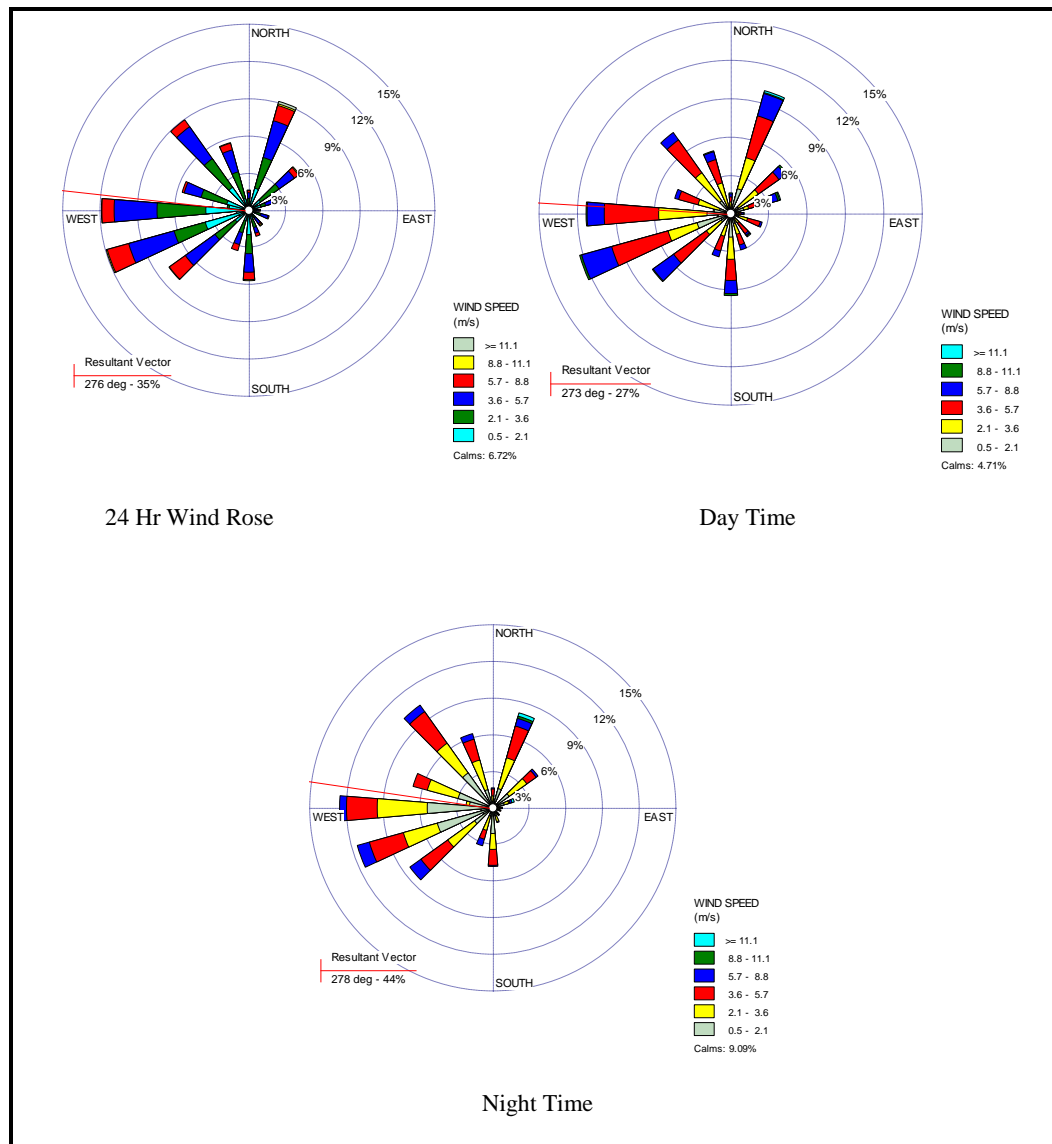 NORTH
15%
12%
9%
6%
3%
WEST
EAST
SOUTH
Resultant Vector
276 deg - 35%
WIND SPEED
(m/s)
>= 11.1
8.8 - 11.1
5.7 - 8.8
3.6 - 5.7
2.1 - 3.6
0.5 - 2.1
Calms: 6.72%
24 Hr Wind Rose
NORTH
15%
12%
9%
6%
3%
WEST
EAST
SOUTH
Resultant Vector
273 deg - 27%
WIND SPEED
(m/s)
>= 11.1
8.8 - 11.1
5.7 - 8.8
3.6 - 5.7
2.1 - 3.6
0.5 - 2.1
Calms: 4.71%
Day Time
NORTH
15%
12%
9%
6%
3%
WEST
EAST
SOUTH
Resultant Vector
278 deg - 44%
WIND SPEED
(m/s)
>= 11.1
8.8 - 11.1
5.7 - 8.8
3.6 - 5.7
2.1 - 3.6
0.5 - 2.1
Calms: 9.09%
Night Time